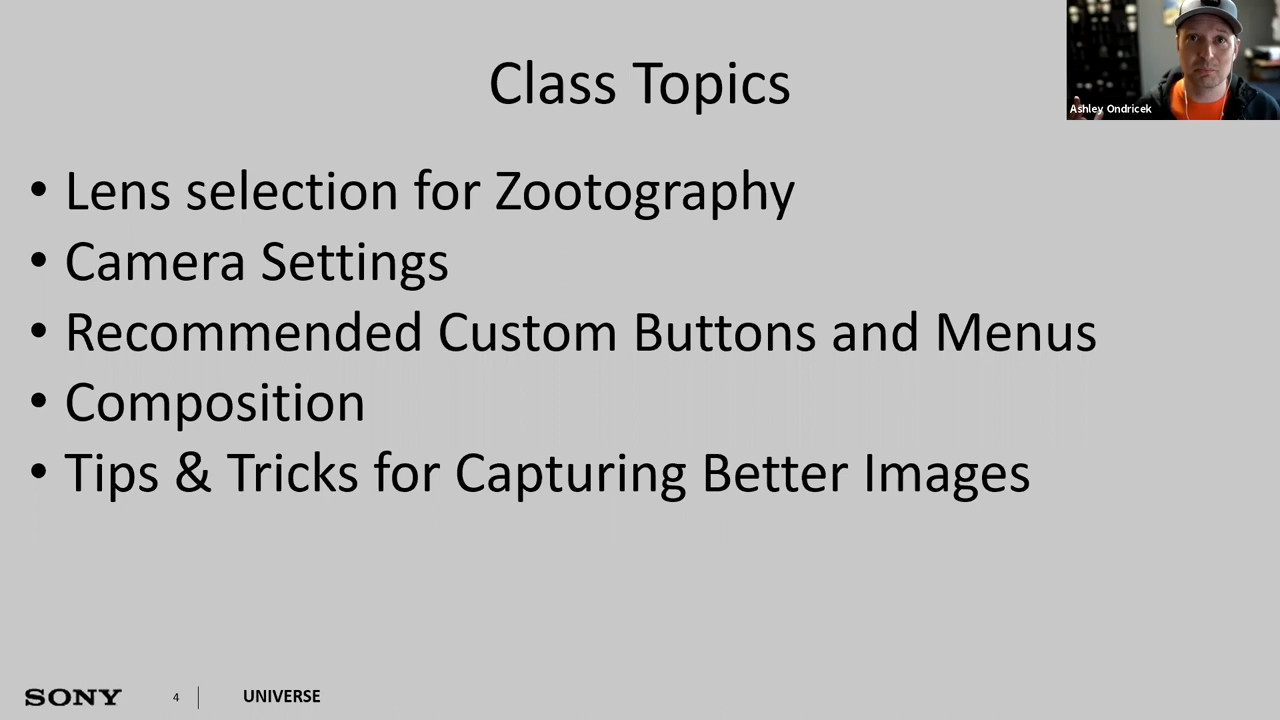 Class Topics
Ashley Ondricek
• Lens selection for Zootography
• Camera Settings
• Recommended Custom Buttons and Menus
• Composition
• Tips & Tricks for Capturing Better Images
SONY 4 | UNIVERSE